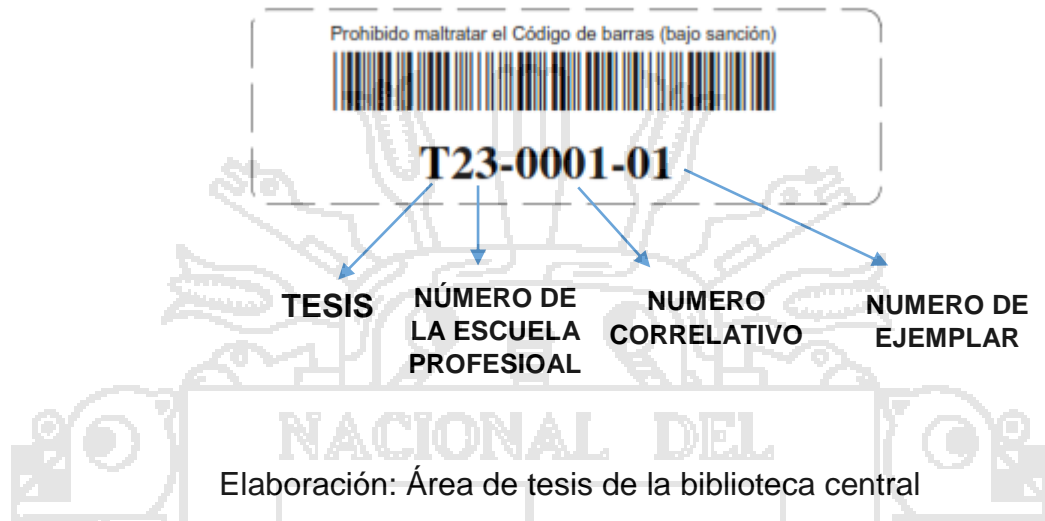 Prohibido maltratar el Código de barras (bajo sanción)
T23-0001-01
TESIS
NÚMERO DE
LA ESCUELA
PROFESIOAL
NUMERO
CORRELATIVO
NUMERO DE
EJEMPLAR
NACIONAL DEL
Elaboración: Área de tesis de la biblioteca central